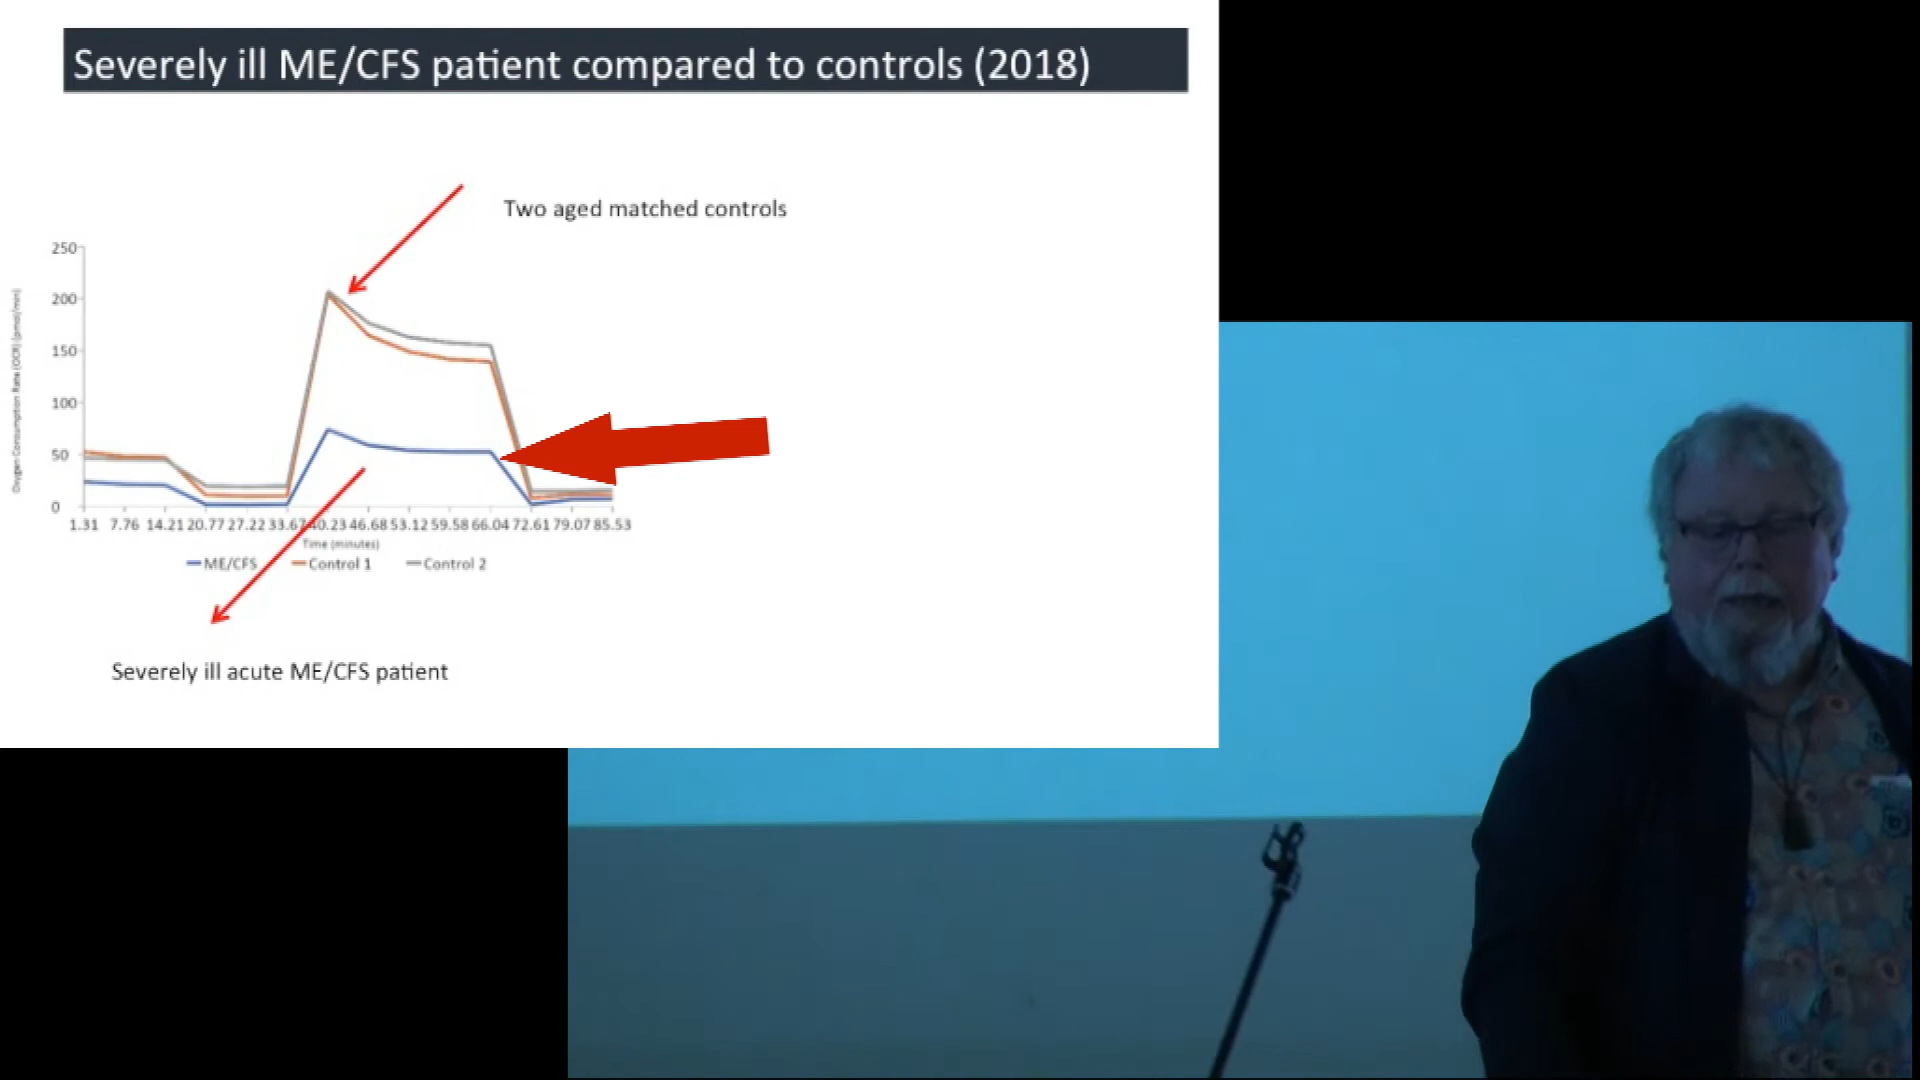 Severely ill ME/CFS patient compared to controls (2018)
Two aged matched controls
250
200
150
100
50
0
Oxygen Consumption Rate (OCR) (pmol/min)
1.31 7.76 14.21 20.77 27.22 33.67 40.23 46.68 53.12 59.58 66.04 72.61 79.07 85.53
Time (minutes)
ME/CFS Control 1 Control 2
Severely ill acute ME/CFS patient